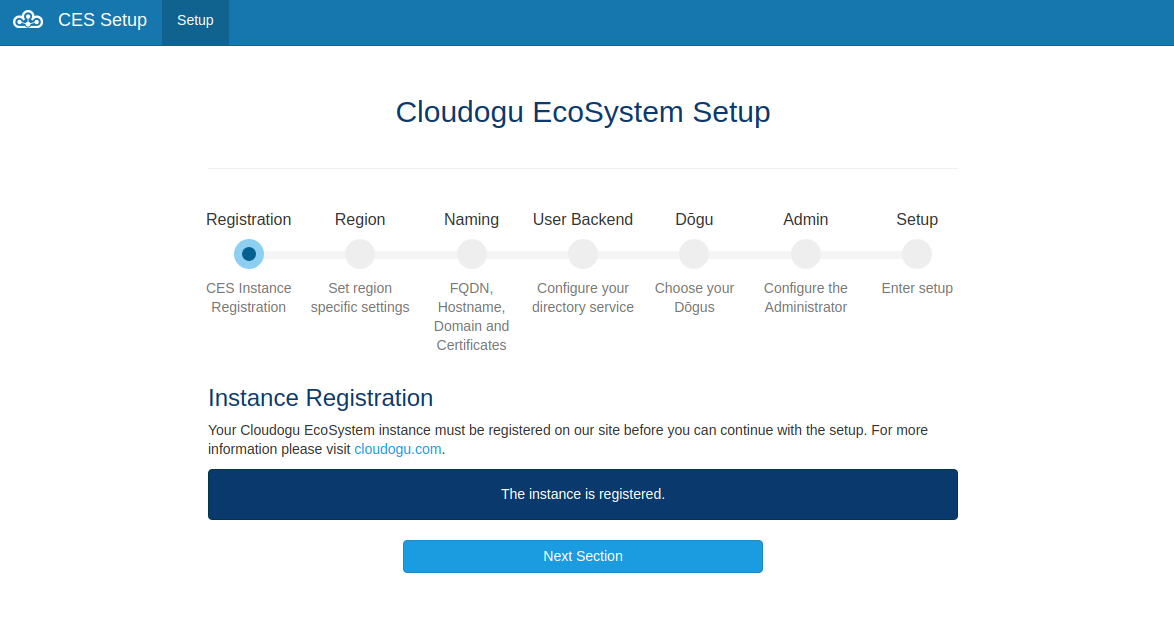 CES Setup
Setup
Cloudogu EcoSystem Setup
Registration
Region
Naming
User Backend
Dōgu
Admin
Setup
CES Instance
Registration
Set region
specific settings
FQDN,
Hostname,
Domain and
Certificates
Configure your
directory service
Choose your
Dōgus
Configure the
Administrator
Enter setup
Instance Registration
Your Cloudogu EcoSystem instance must be registered on our site before you can continue with the setup. For more
information please visit cloudogu.com.
The instance is registered.
Next Section